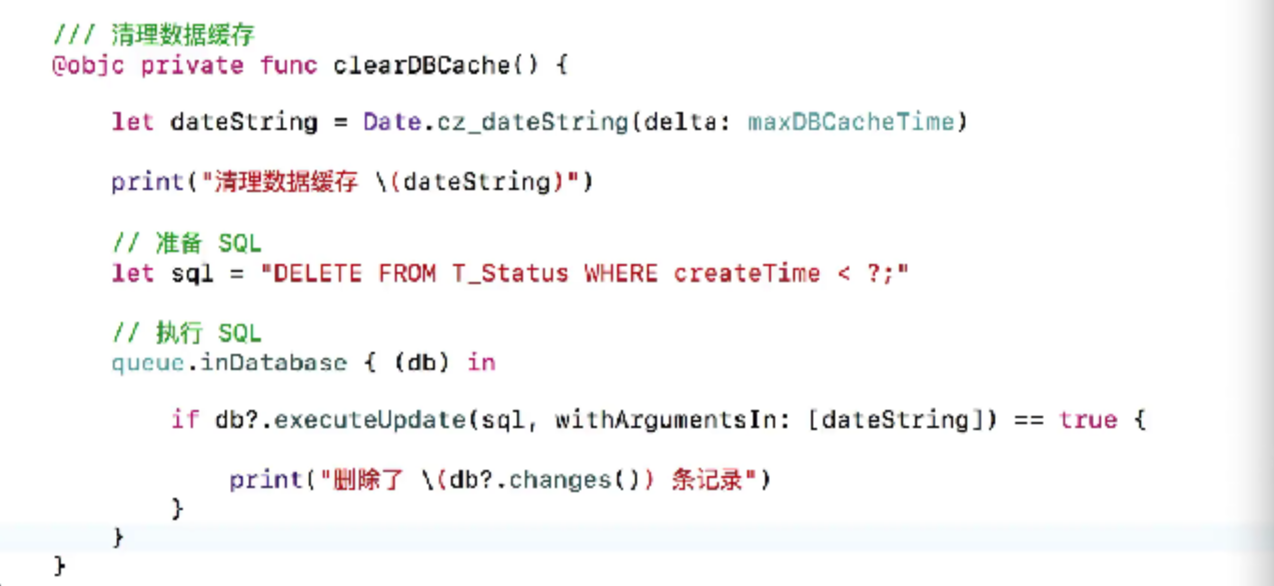 /// 清理数据缓存
@objc private func clearDBCache() {
let dateString = Date.cz_dateString(delta: maxDBCacheTime)
print("清理数据缓存 \(dateString)")
// 准备 SQL
let sql = "DELETE FROM T_Status WHERE createTime < ?;"
// 执行 SQL
queue.inDatabase { (db) in
if db?.executeUpdate(sql, withArgumentsIn: [dateString]) == true {
print("删除了 \(db?.changes()) 条记录")
}
}
}